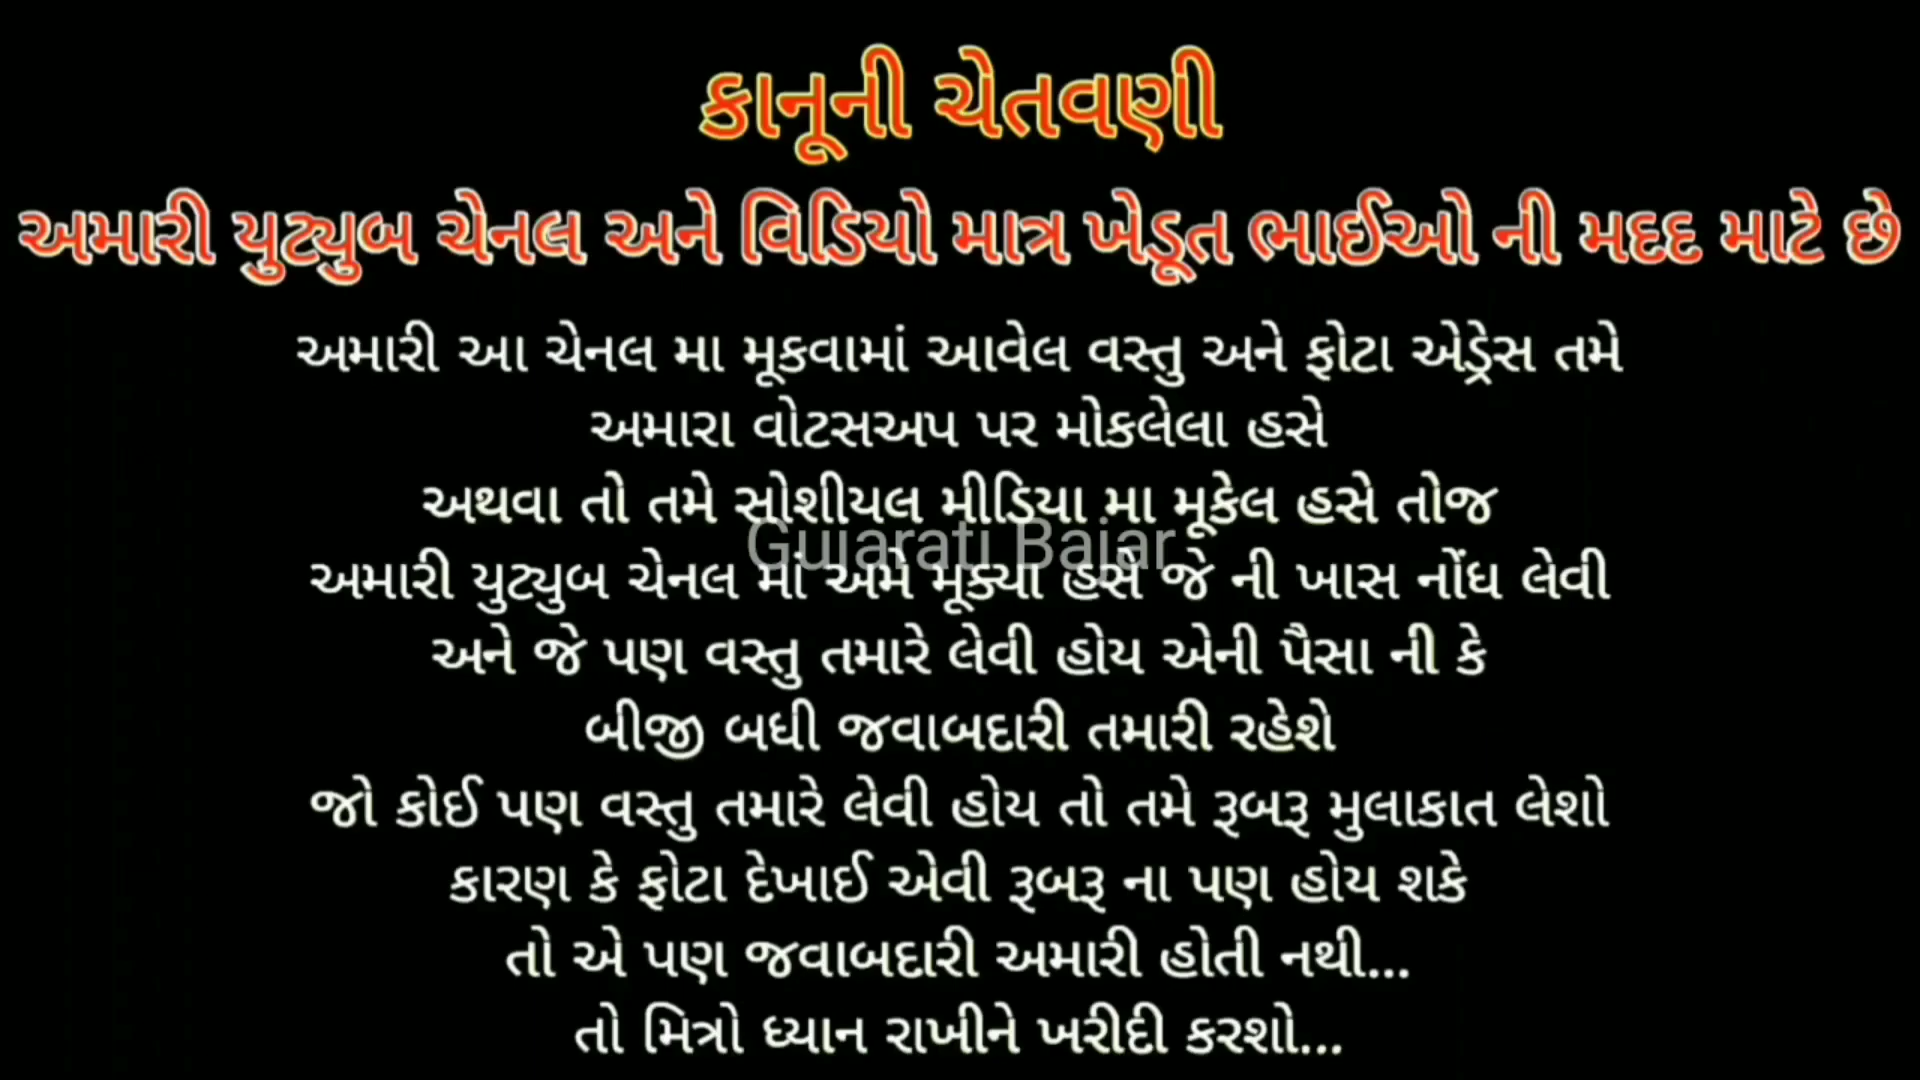 કાનૂની ચેતવણી
અમારી યુટ્યુબ ચેનલ અને વિડિયો માત્ર ખેડૂત ભાઈઓ ની મદદ માટે છે
અમારી આ ચેનલ મા મૂકવામાં આવેલ વસ્તુ અને ફોટા એડ્રેસ તમે
અમારા વોટસઅપ પર મોકલેલા હસે
અથવા તો તમે સોશીયલ મીડિયા મા મૂકેલ હસે તોજ
Gujarati Bajar
અમારી યુટ્યુબ ચેનલ માં અમે મૂક્યા હસે જે ની ખાસ નોંધ લેવી
અને જે પણ વસ્તુ તમારે લેવી હોય એની પૈસા ની કે
બીજી બધી જવાબદારી તમારી રહેશે
જો કોઈ પણ વસ્તુ તમારે લેવી હોય તો તમે રૂબરૂ મુલાકાત લેશો
કારણ કે ફોટા દેખાઈ એવી રૂબરૂ ના પણ હોય શકે
તો એ પણ જવાબદારી અમારી હોતી નથી...
તો મિત્રો ધ્યાન રાખીને ખરીદી કરશો...